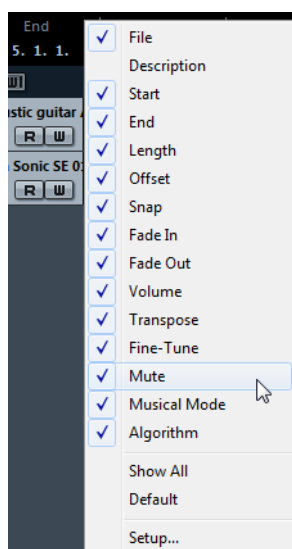 End
5. 1. 1.
stic guitar
R W
Sonic SE 01
R W
File
Description
Start
End
Length
Offset
Snap
Fade In
Fade Out
Volume
Transpose
Fine-Tune
Mute
Musical Mode
Algorithm
Show All
Default
Setup...